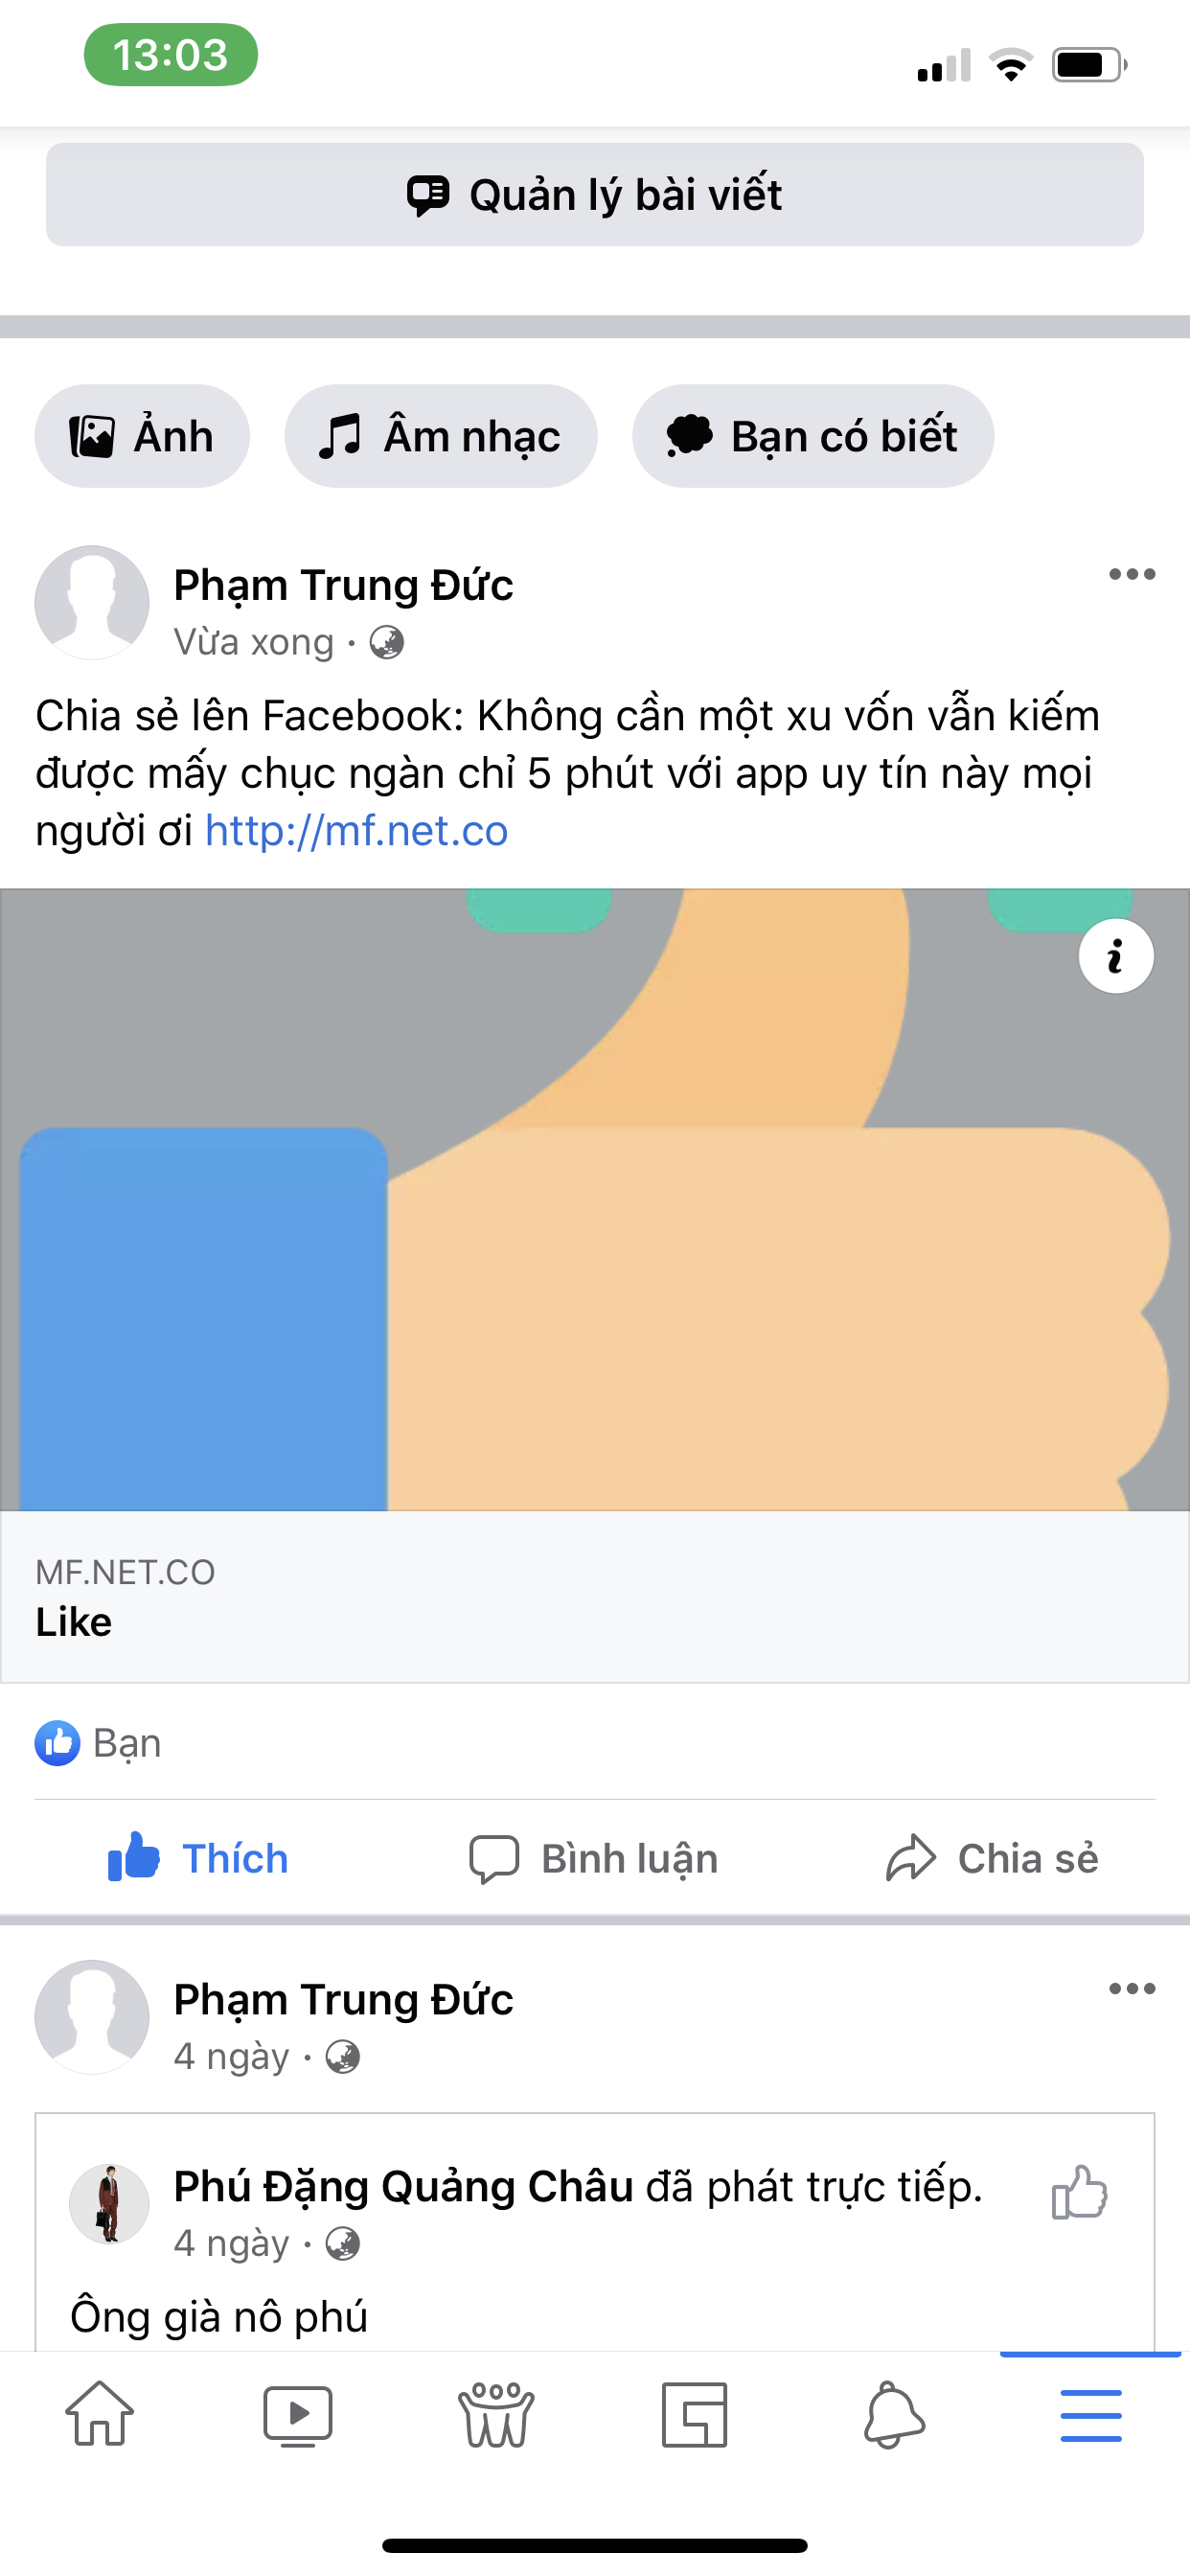 13:03
Quản lý bài viết
Ảnh
Âm nhạc
Bạn có biết
Phạm Trung Đức
Vừa xong ·
Chia sẻ lên Facebook: Không cần một xu vốn vẫn kiếm
được mấy chục ngàn chỉ 5 phút với app uy tín này mọi
người ơi http://mf.net.co
MF.NET.CO
Like
Bạn
Thích
Bình luận
Chia sẻ
Phạm Trung Đức
4 ngày ·
Phú Đặng Quảng Châu đã phát trực tiếp.
4 ngày ·
Ông già nô phú